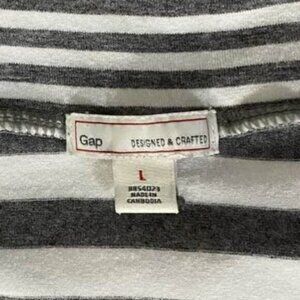 Gap DESIGNED & CRAFTED
L
MADE IN
CAMBODIA